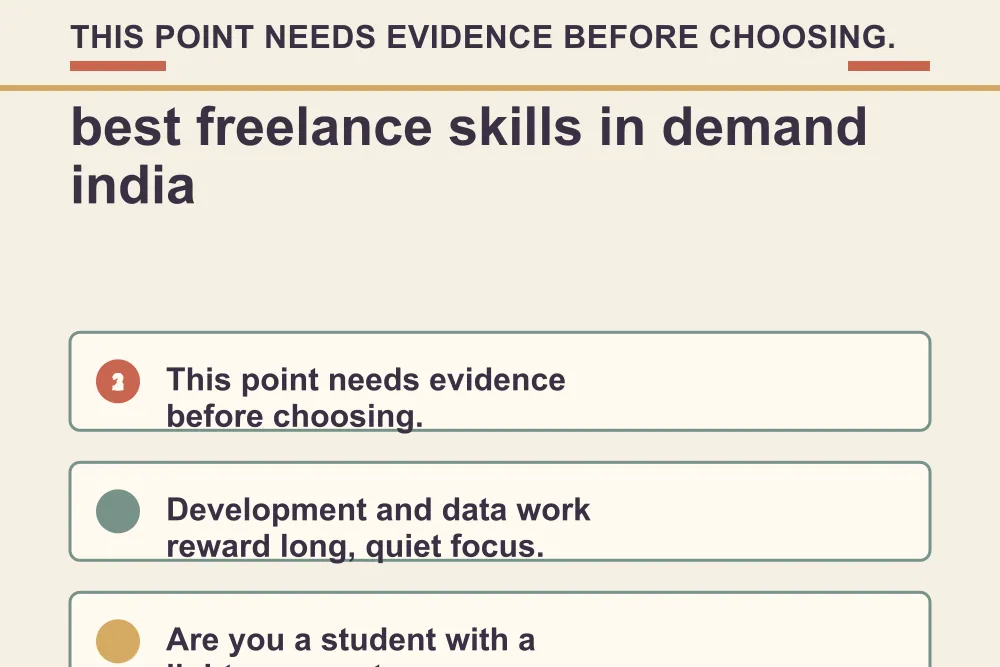 THIS POINT NEEDS EVIDENCE BEFORE CHOOSING.
best freelance skills in demand
india
This point needs evidence
before choosing.
Development and data work
reward long, quiet focus.
Are you a student with a